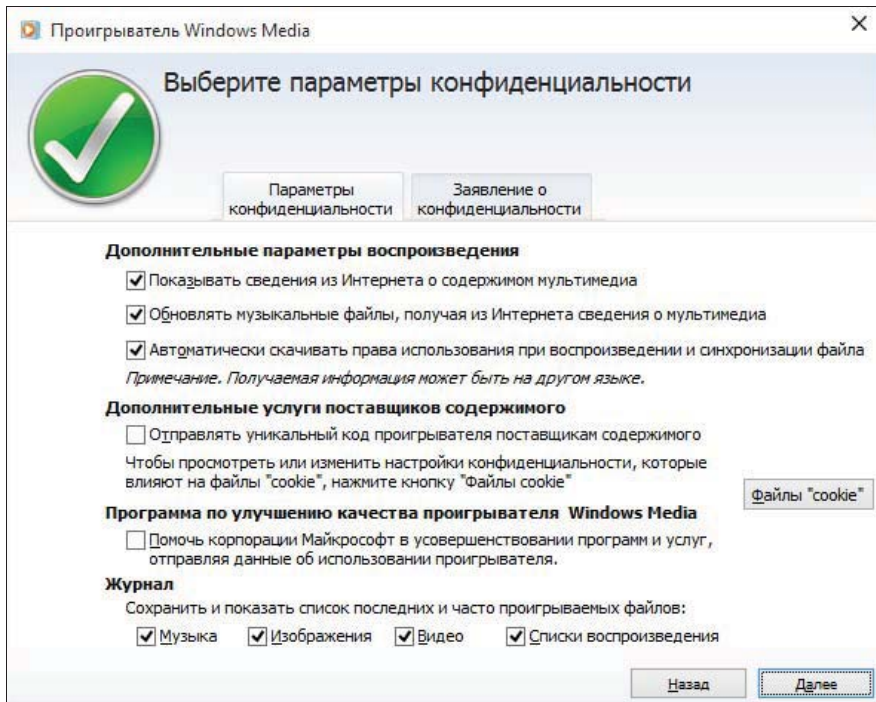 Проигрыватель Windows Media
Выберите параметры конфиденциальности
Параметры
конфиденциальности
Заявление о
конфиденциальности
Дополнительные параметры воспроизведения
Показывать сведения из Интернета о содержимом мультимедиа
Обновлять музыкальные файлы, получая из Интернета сведения о мультимедиа
Автоматически скачивать права использования при воспроизведении и синхронизации файла
Примечание. Получаемая информация может быть на другом языке.
Дополнительные услуги поставщиков содержимого
Отправлять уникальный код проигрывателя поставщикам содержимого
Чтобы просмотреть или изменить настройки конфиденциальности, которые
влияют на файлы "cookie", нажмите кнопку "Файлы cookie"
Файлы "cookie"
Программа по улучшению качества проигрывателя Windows Media
Помочь корпорации Майкрософт в усовершенствовании программ и услуг,
отправляя данные об использовании проигрывателя.
Журнал
Сохранить и показать список последних и часто проигрываемых файлов:
Музыка Изображения Видео Списки воспроизведения
Назад Далее